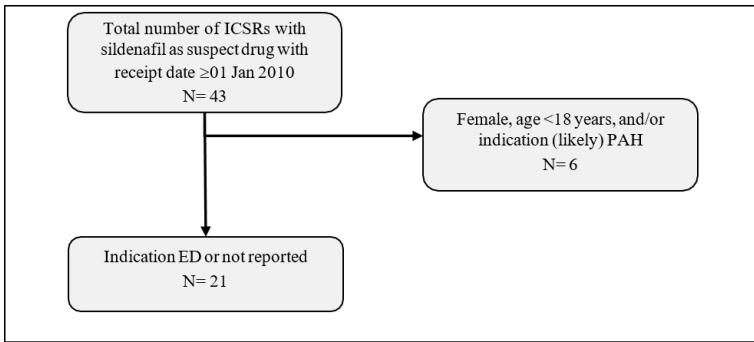 Total number of ICSRs with
sildenafil as suspect drug with
receipt date ≥01 Jan 2010
N= 43
Female, age <18 years, and/or
indication (likely) PAH
N= 6
Indication ED or not reported
N= 21